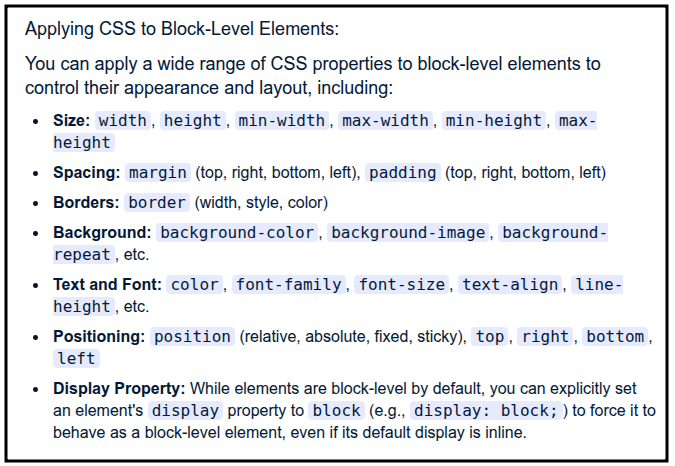 Applying CSS to Block-Level Elements:
You can apply a wide range of CSS properties to block-level elements to
control their appearance and layout, including:
• Size: width, height, min-width, max-width, min-height, max-
height
• Spacing: margin (top, right, bottom, left), padding (top, right, bottom, left)
• Borders: border (width, style, color)
• Background: background-color, background-image, background-
repeat, etc.
• Text and Font: color, font-family, font-size, text-align, line-
height, etc.
• Positioning: position (relative, absolute, fixed, sticky), top, right, bottom,
left
• Display Property: While elements are block-level by default, you can explicitly set
an element's display property to block (e.g., display: block;) to force it to
behave as a block-level element, even if its default display is inline.